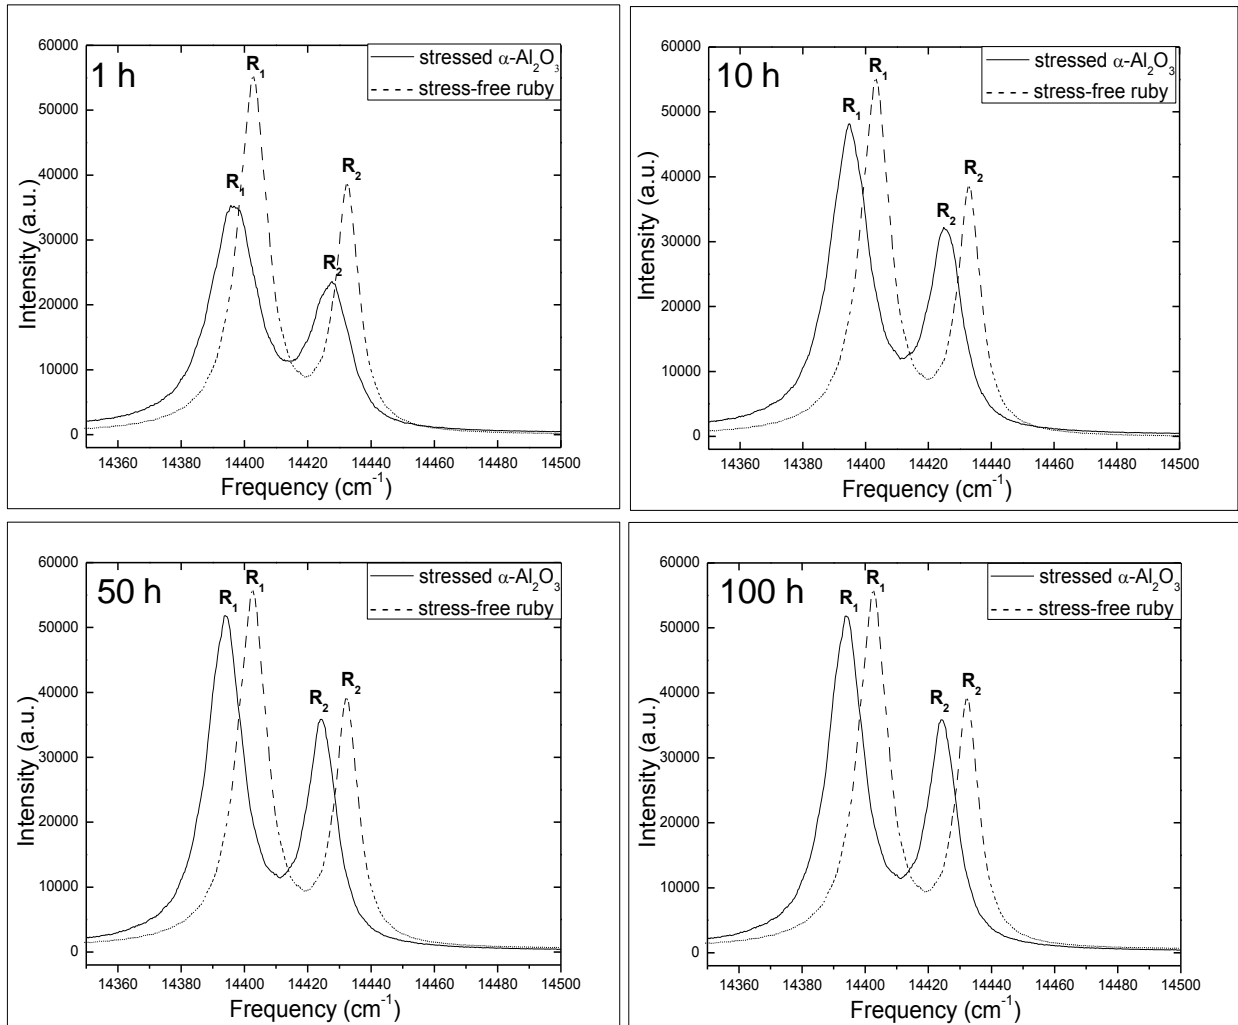 1 h
stressed α-Al₂O₃
stress-free ruby
R₁
R₂
R₁
R₂
Intensity (a.u.)
60000
50000
40000
30000
20000
10000
0
14360 14380 14400 14420 14440 14460 14480 14500
Frequency (cm⁻¹)
10 h
stressed α-Al₂O₃
stress-free ruby
R₁
R₁
R₂
R₂
Intensity (a.u.)
60000
50000
40000
30000
20000
10000
0
14360 14380 14400 14420 14440 14460 14480 14500
Frequency (cm⁻¹)
50 h
stressed α-Al₂O₃
stress-free ruby
R₁
R₁
R₂
R₂
Intensity (a.u.)
60000
50000
40000
30000
20000
10000
0
14360 14380 14400 14420 14440 14460 14480 14500
Frequency (cm⁻¹)
100 h
stressed α-Al₂O₃
stress-free ruby
R₁
R₁
R₂
R₂
Intensity (a.u.)
60000
50000
40000
30000
20000
10000
0
14360 14380 14400 14420 14440 14460 14480 14500
Frequency (cm⁻¹)